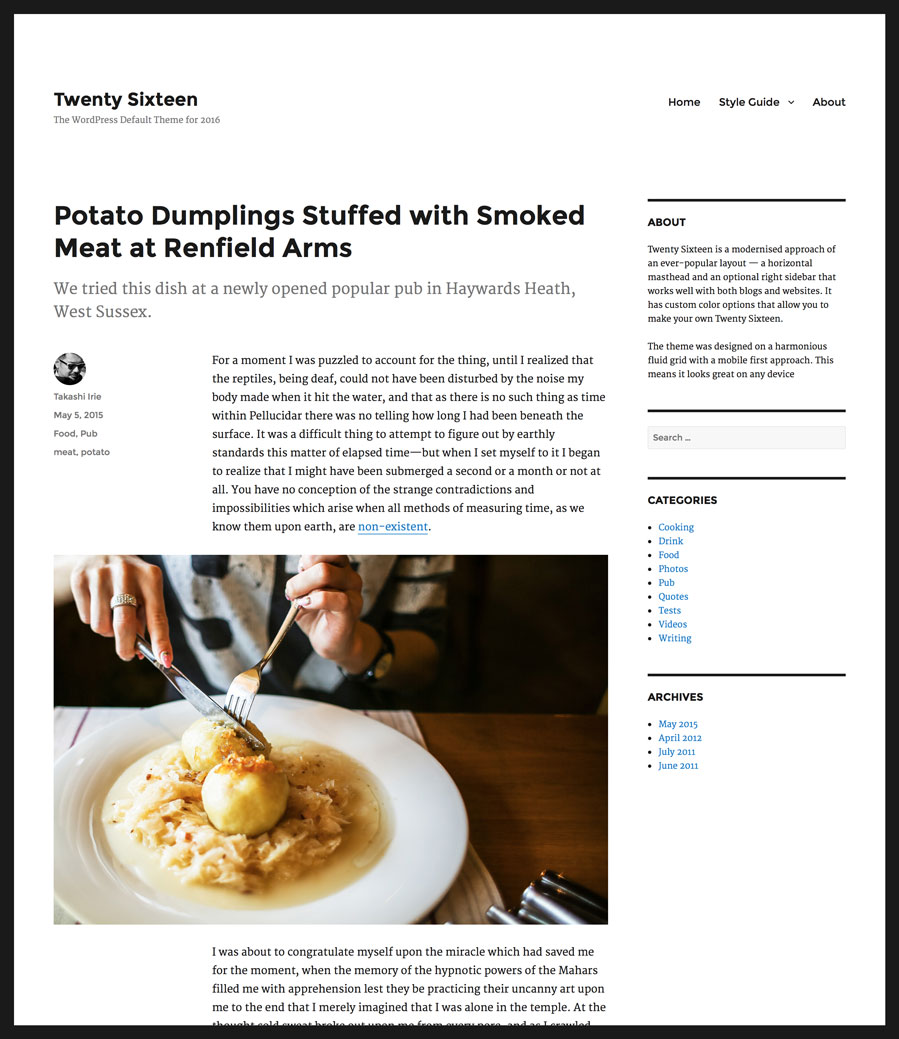 Twenty Sixteen
The WordPress Default Theme for 2016
Home Style Guide About
Potato Dumplings Stuffed with Smoked
Meat at Renfield Arms
We tried this dish at a newly opened popular pub in Haywards Heath,
West Sussex.
Takashi Irie
May 5, 2015
Food, Pub
meat, potato
For a moment I was puzzled to account for the thing, until I realized that
the reptiles, being deaf, could not have been disturbed by the noise my
body made when it hit the water, and that as there is no such thing as time
within Pellucidar there was no telling how long I had been beneath the
surface. It was a difficult thing to attempt to figure out by earthly
standards this matter of elapsed time—but when I set myself to it I began
to realize that I might have been submerged a second or a month or not at
all. You have no conception of the strange contradictions and
impossibilities which arise when all methods of measuring time, as we
know them upon earth, are non-existent.
I was about to congratulate myself upon the miracle which had saved me
for the moment, when the memory of the hypnotic powers of the Mahars
filled me with apprehension lest they be practicing their uncanny art upon
me to the end that I merely imagined that I was alone in the temple. At the
thought cold sweat broke out upon me from every pore, and as I crawled
ABOUT
Twenty Sixteen is a modernised approach of
an ever-popular layout — a horizontal
masthead and an optional right sidebar that
works well with both blogs and websites. It
has custom color options that allow you to
make your own Twenty Sixteen.
The theme was designed on a harmonious
fluid grid with a mobile first approach. This
means it looks great on any device
Search …
CATEGORIES
Cooking
Drink
Food
Photos
Pub
Quotes
Tests
Videos
Writing
ARCHIVES
May 2015
April 2012
July 2011
June 2011